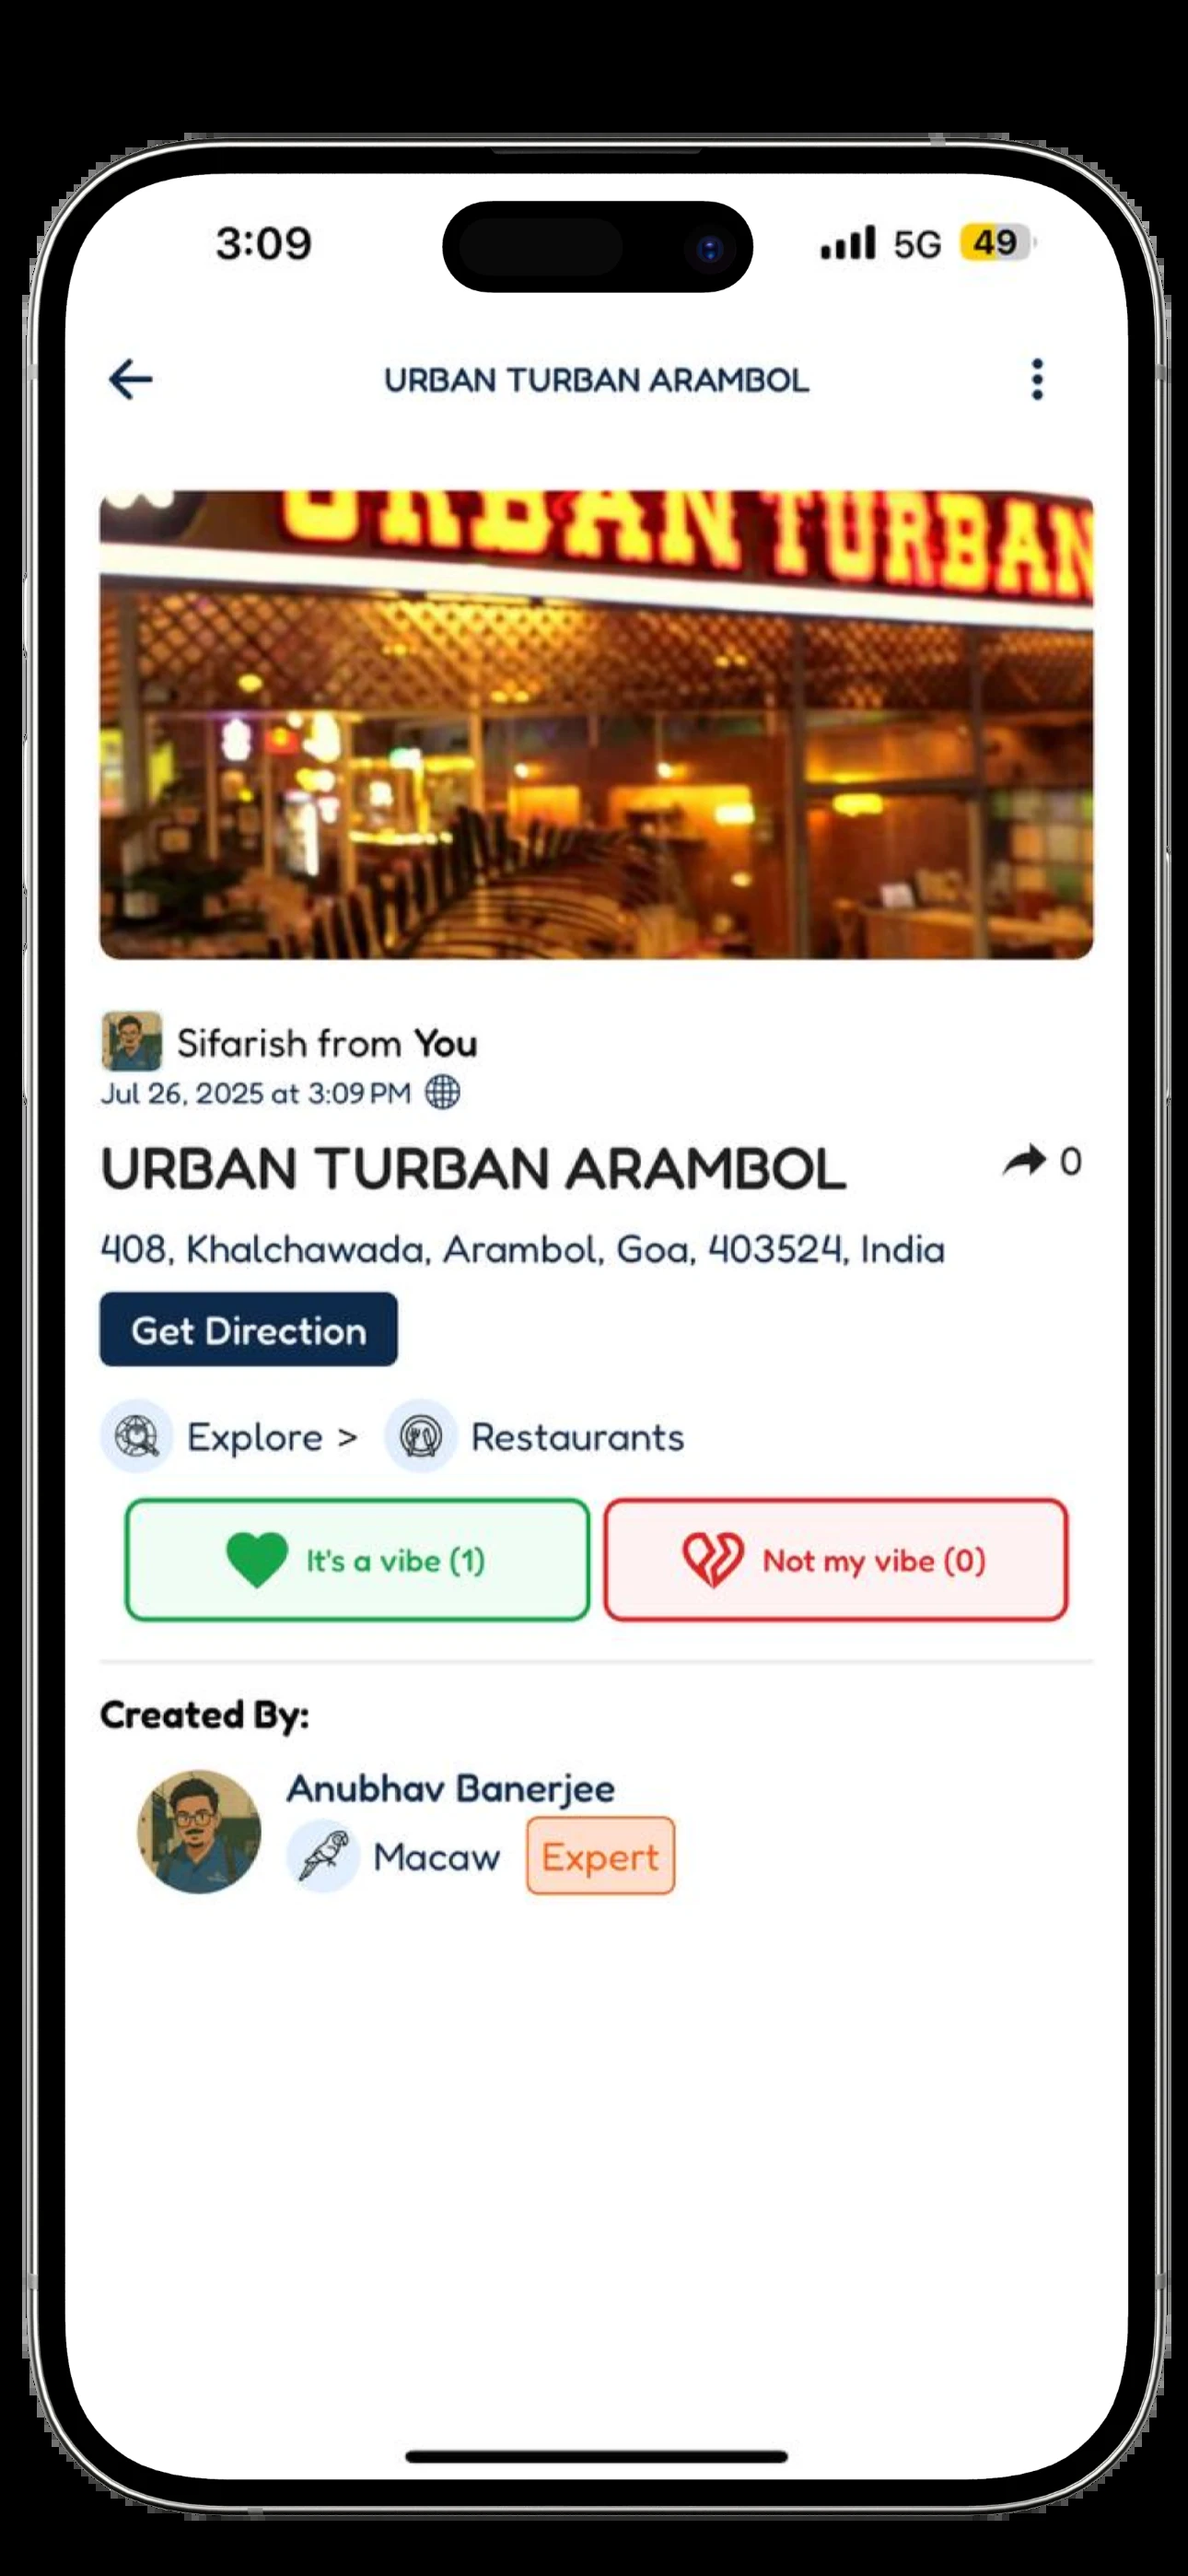 3:09 5G 49
URBAN TURBAN ARAMBOL
URBAN TURBAN
Sifarish from You
Jul 26, 2025 at 3:09 PM
URBAN TURBAN ARAMBOL 0
408, Khalchawada, Arambol, Goa, 403524, India
Get Direction
Explore > Restaurants
It's a vibe (1) Not my vibe (0)
Created By:
Anubhav Banerjee
Macaw Expert